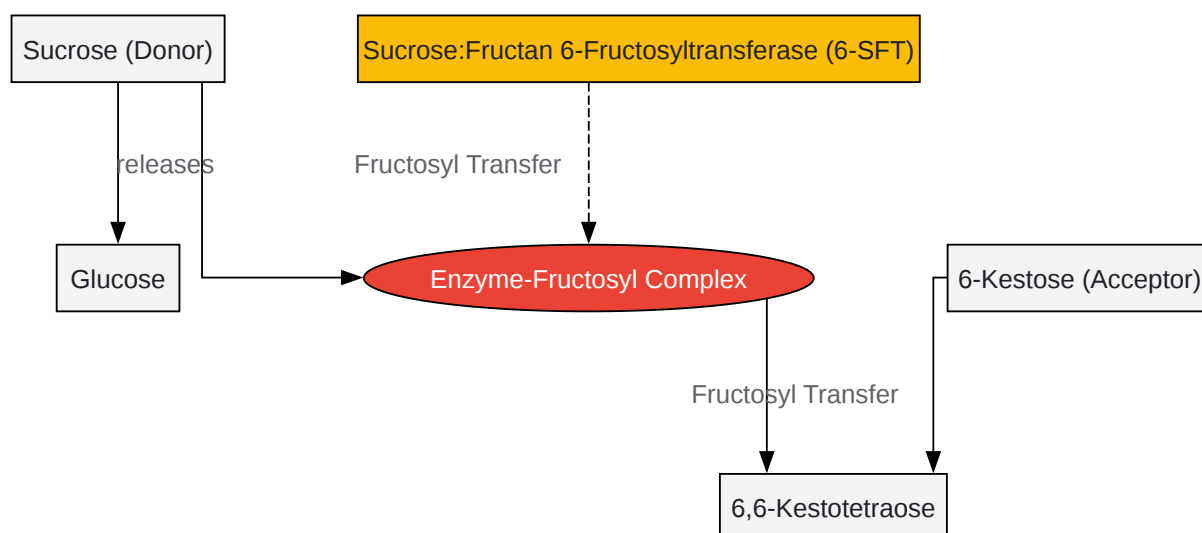 Sucrose (Donor)
Sucrose:Fructan 6-Fructosyltransferase (6-SFT)
releases
Fructosyl Transfer
Glucose
Enzyme-Fructosyl Complex
6-Kestose (Acceptor)
Fructosyl Transfer
6,6-Kestotetraose